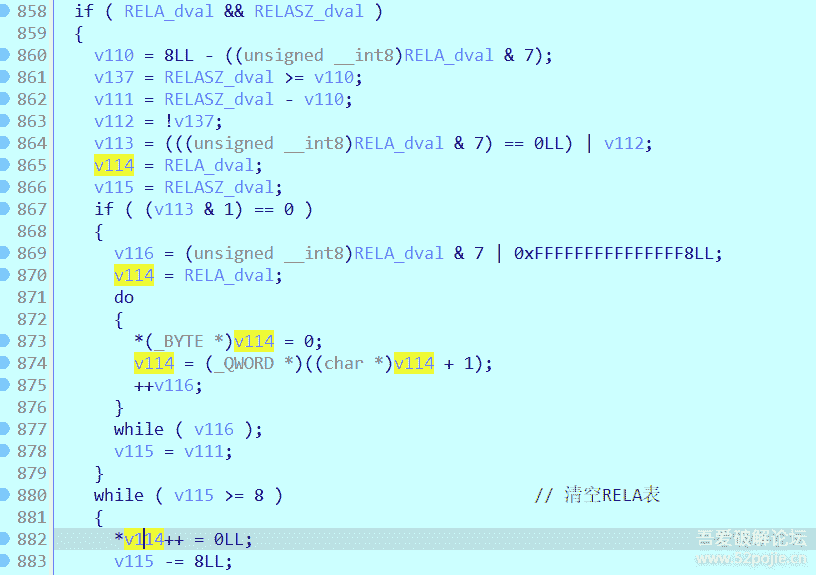 858 if ( RELA_dval && RELASZ_dval )
859 {
860 v110 = 8LL - ((unsigned __int8)RELA_dval & 7);
861 v137 = RELASZ_dval >= v110;
862 v111 = RELASZ_dval - v110;
863 v112 = !v137;
864 v113 = (((unsigned __int8)RELA_dval & 7) == 0LL) | v112;
865 v114 = RELA_dval;
866 v115 = RELASZ_dval;
867 if ( (v113 & 1) == 0 )
868 {
869 v116 = (unsigned __int8)RELA_dval & 7 | 0xFFFFFFFFFFFFFFF8LL;
870 v114 = RELA_dval;
871 do
872 {
873 *(_BYTE *)v114 = 0;
874 v114 = (_QWORD *)((char *)v114 + 1);
875 ++v116;
876 }
877 while ( v116 );
878 v115 = v111;
879 }
880 while ( v115 >= 8 ) // 清空RELA表
881 {
882 *v114++ = 0LL;
883 v115 -= 8LL;
吾爱破解论坛
www.52pojie.cn